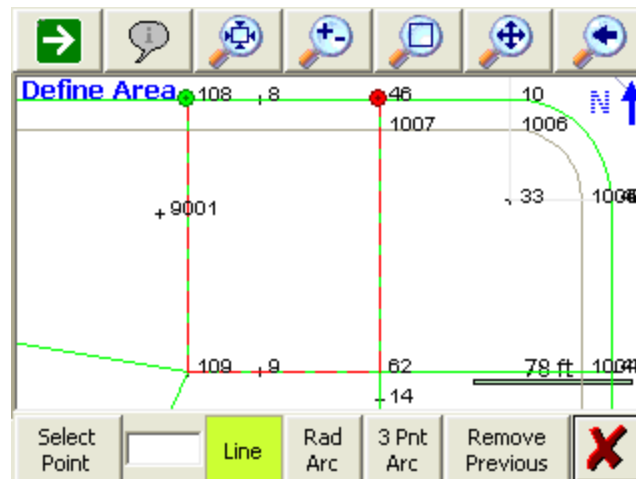 Define Area
108
8
46
10
N
1007
1006
9001
33
109
9
62
78 ft
14
Select Point
Line
Rad Arc
3 Pnt Arc
Remove Previous